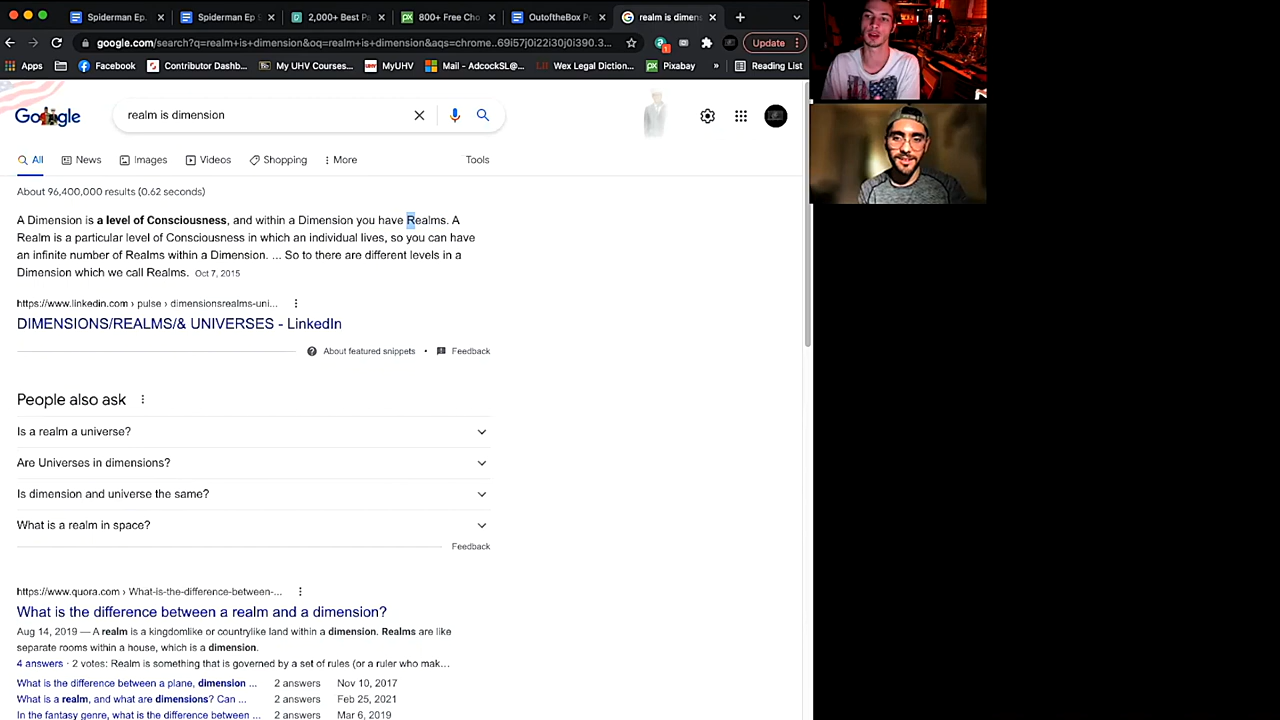 Spiderman Ep.
Spiderman Ep 9
2,000+ Best Pa
800+ Free Cho
OutoftheBox Po
realm is dimens
google.com/search?q=realm+is+dimension&oq=realm+is+dimension&aqs=chrome..69i57j0i22i30j0i390.3...
Update
Apps
Facebook
Contributor Dashb...
My UHV Courses...
MyUHV
Mail - AdcockSL@...
Wex Legal Diction...
Pixabay
»
Reading List
Google
realm is dimension
All
News
Images
Videos
Shopping
More
Tools
About 96,400,000 results (0.62 seconds)
A Dimension is a level of Consciousness, and within a Dimension you have Realms. A
Realm is a particular level of Consciousness in which an individual lives, so you can have
an infinite number of Realms within a Dimension. ... So to there are different levels in a
Dimension which we call Realms. Oct 7, 2015
https://www.linkedin.com › pulse › dimensionsrealms-uni...
DIMENSIONS/REALMS/& UNIVERSES - LinkedIn
About featured snippets • Feedback
People also ask
Is a realm a universe?
Are Universes in dimensions?
Is dimension and universe the same?
What is a realm in space?
Feedback
https://www.quora.com › What-is-the-difference-between-...
What is the difference between a realm and a dimension?
Aug 14, 2019 — A realm is a kingdomlike or countrylike land within a dimension. Realms are like
separate rooms within a house, which is a dimension.
4 answers · 2 votes: Realm is something that is governed by a set of rules (or a ruler who mak...
What is the difference between a plane, dimension ... 2 answers Nov 10, 2017
What is a realm, and what are dimensions? Can ... 2 answers Feb 25, 2021
In the fantasy genre, what is the difference between ... 2 answers Mar 6, 2019